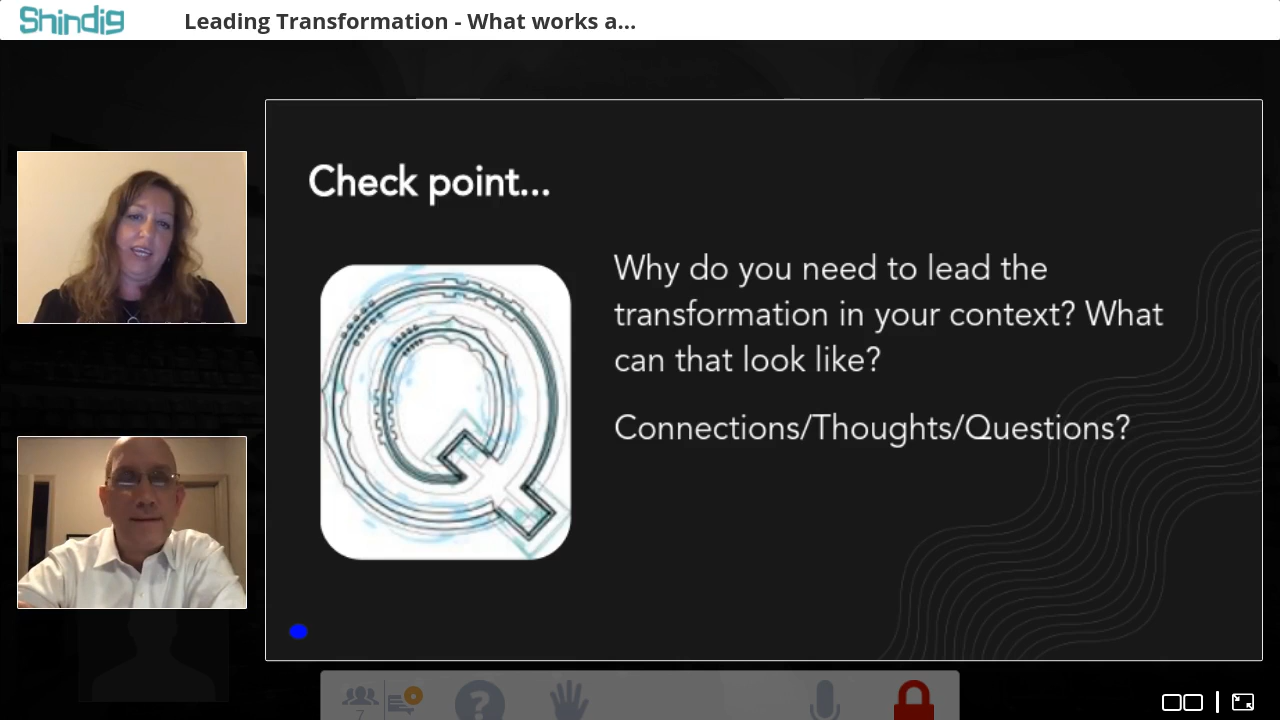 Shindig
Leading Transformation - What works a...
Check point...
Why do you need to lead the
transformation in your context? What
can that look like?
Connections/Thoughts/Questions?
Q
?
7